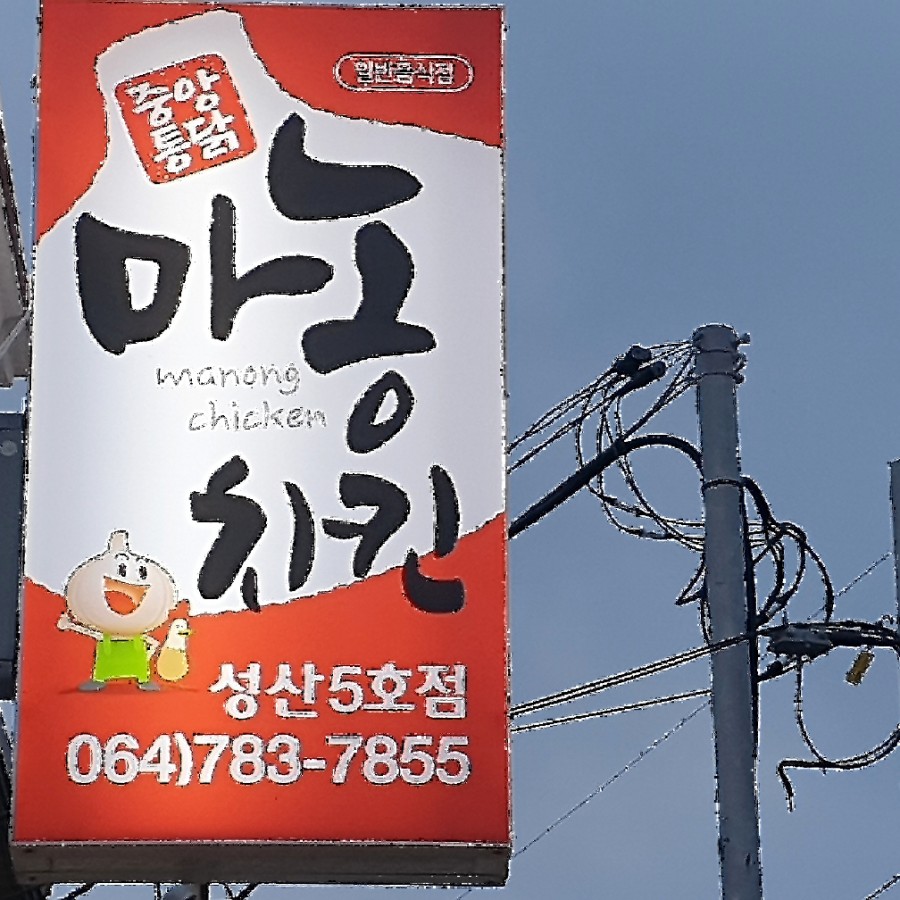 중앙
통닭
일반음식점
마농
manong
chicken
치킨
성산5호점
064)783-7855